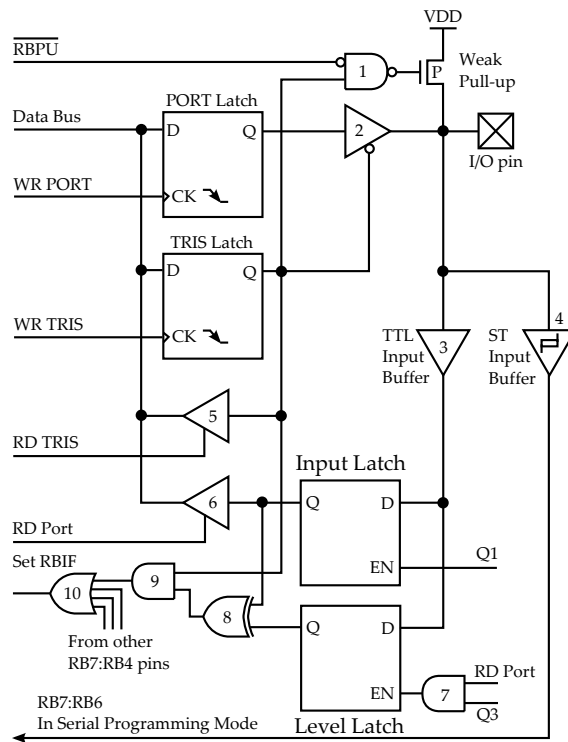 VDD
RBPU
1
P
Weak
Pull-up
PORT Latch
Data Bus
D
Q
2
I/O pin
WR PORT
CK
TRIS Latch
D
Q
WR TRIS
CK
TTL
Input
Buffer
3
ST
Input
Buffer
4
5
RD TRIS
Input Latch
6
Q
D
RD Port
EN
Q1
Set RBIF
9
10
8
Q
D
From other
RB7:RB4 pins
RD Port
EN
7
Q3
RB7:RB6
In Serial Programming Mode
Level Latch